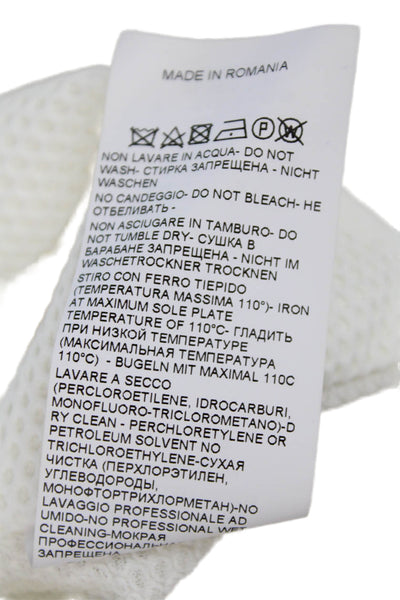 MADE IN ROMANIA
P W
NON LAVARE IN ACQUA- DO NOT
WASH- СТИРКА ЗАПРЕЩЕНА - NICHT
WASCHEN
NO CANDEGGIO- DO NOT BLEACH- НЕ
ОТБЕЛИВАТЬ -
NON ASCIUGARE IN TAMBURO- DO
NOT TUMBLE DRY- СУШКА В
БАРАБАНЕ ЗАПРЕЩЕНА - NICHT IM
WASCHETROCKNER TROCKNEN
STIRO CON FERRO TIEPIDO
(TEMPERATURA MASSIMA 110°)- IRON
AT MAXIMUM SOLE PLATE
TEMPERATURE OF 110°C- ГЛАДИТЬ
ПРИ НИЗКОЙ ТЕМПЕРАТУРЕ
(МАКСИМАЛЬНАЯ ТЕМПЕРАТУРА
110°C) - BUGELN MIT MAXIMAL 110C
LAVARE A SECCO
(PERCLOROETILENE, IDROCARBURI,
MONOFLUORO-TRICLOROMETANO)-D
RY CLEAN - PERCHLORETYLENE OR
PETROLEUM SOLVENT NO
TRICHLOROETHYLENE-СУХАЯ
ЧИСТКА (ПЕРХЛОРЭТИЛЕН,
УГЛЕВОДОРОДЫ,
МОНОФТОРТРИХЛОРМЕТАН)-NO
LAVAGGIO PROFESSIONALE AD
UMIDO-NO PROFESSIONAL WET
CLEANING-МОКРАЯ
ПРОФЕССИОНАЛЬНАЯ
ЗАПРЕЩЕНА